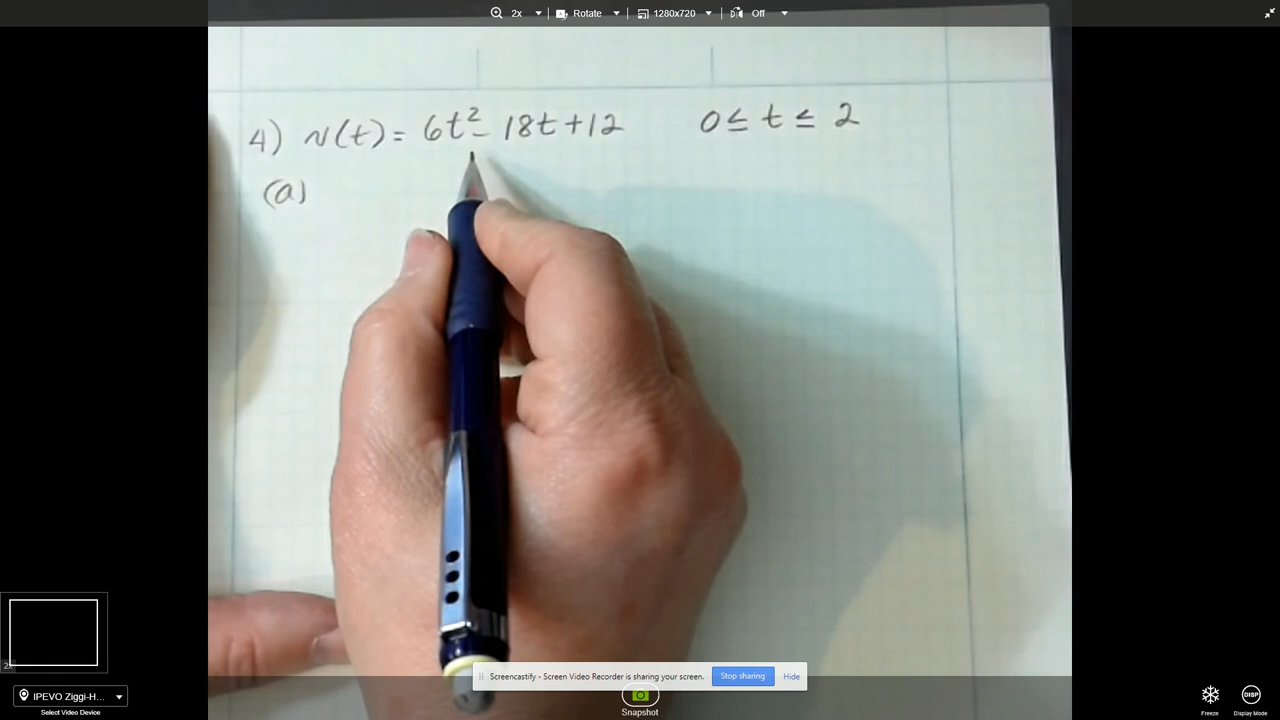 2x Rotate 1280x720 Off
4) v(t) = 6t² - 18t + 12 0 ≤ t ≤ 2
(a)
2x
IPEVO Ziggi-H...
Select Video Device
Screencastify - Screen Video Recorder is sharing your screen. Stop sharing Hide
Snapshot
Freeze
DISP
Display Mode